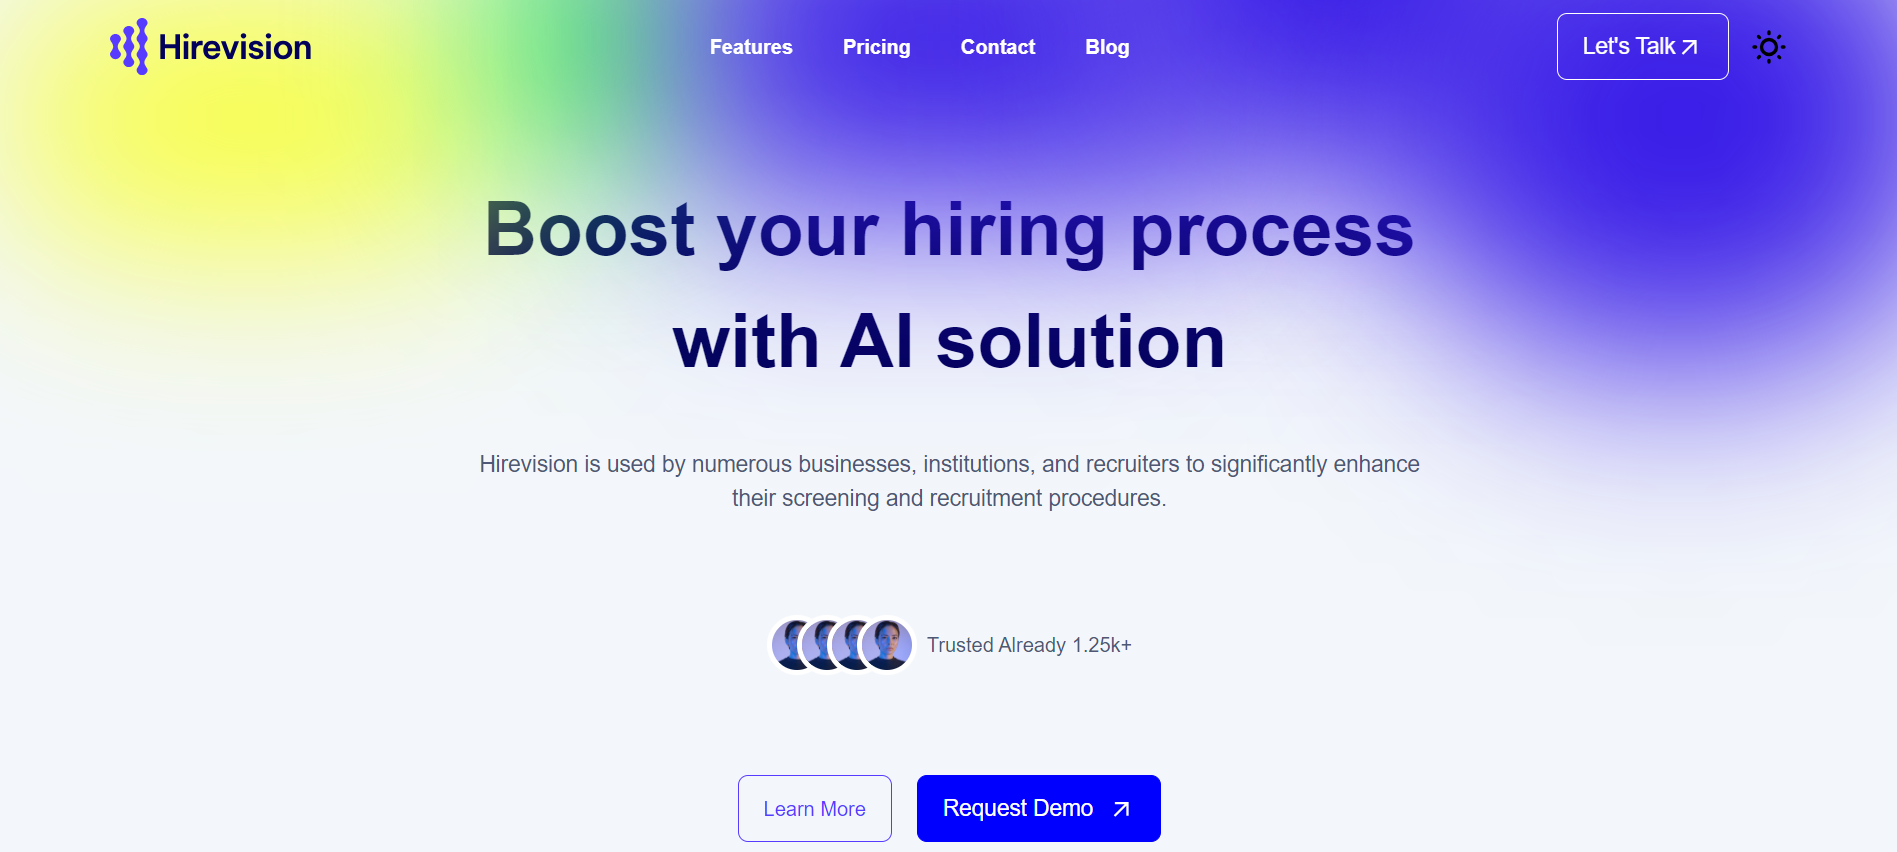 Hirevision
Features
Pricing
Contact
Blog
Let's Talk
Boost your hiring process
with AI solution
Hirevision is used by numerous businesses, institutions, and recruiters to significantly enhance
their screening and recruitment procedures.
Trusted Already 1.25k+
Learn More
Request Demo